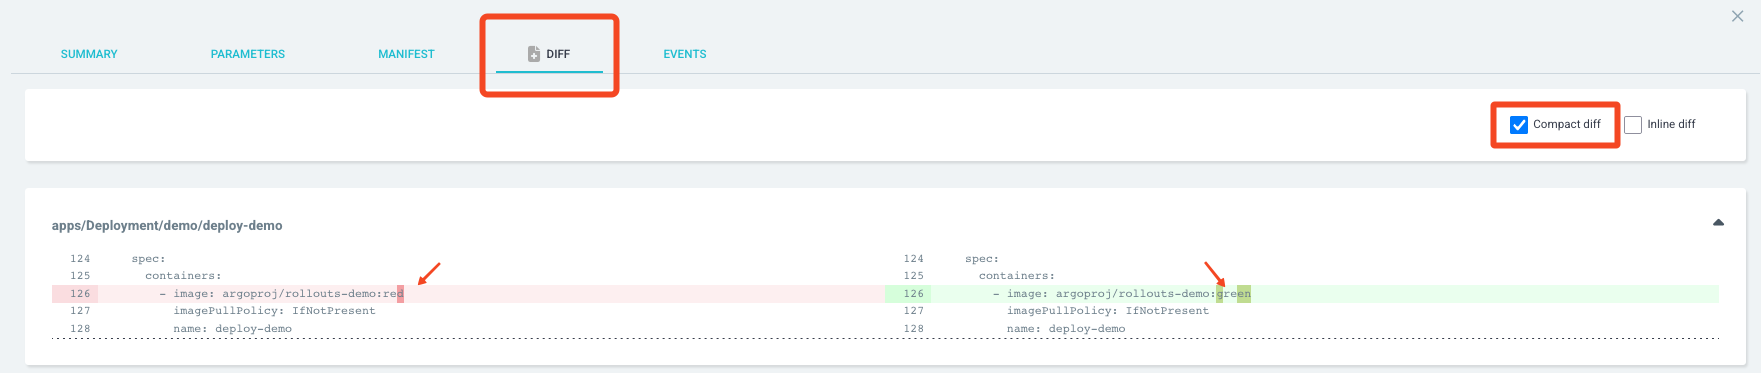 SUMMARY PARAMETERS MANIFEST DIFF EVENTS
Compact diff Inline diff
apps/Deployment/demo/deploy-demo
124 spec: 124 spec:
125 containers: 125 containers:
126 - image: argoproj/rollouts-demo:red 126 - image: argoproj/rollouts-demo:green
127 imagePullPolicy: IfNotPresent 127 imagePullPolicy: IfNotPresent
128 name: deploy-demo 128 name: deploy-demo